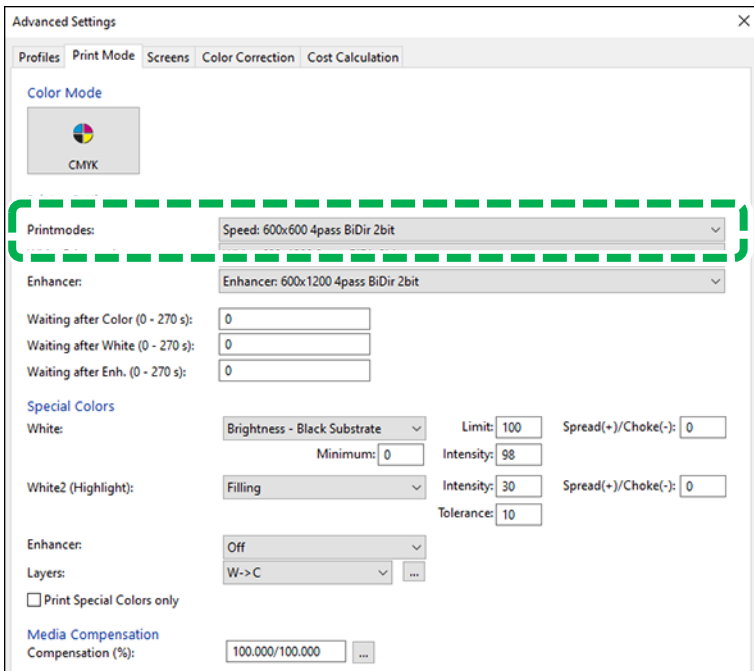 Advanced Settings
Profiles Print Mode Screens Color Correction Cost Calculation
Color Mode
CMYK
Printmodes: Speed: 600x600 4pass BiDir 2bit
Enhancer: Enhancer: 600x1200 4pass BiDir 2bit
Waiting after Color (0 - 270 s): 0
Waiting after White (0 - 270 s): 0
Waiting after Enh. (0 - 270 s): 0
Special Colors
White: Brightness - Black Substrate Limit: 100 Spread(+)/Choke(-): 0
Minimum: 0 Intensity: 98
White2 (Highlight): Filling Intensity: 30 Spread(+)/Choke(-): 0
Tolerance: 10
Enhancer: Off
Layers: W->C ...
Print Special Colors only
Media Compensation
Compensation (%): 100.000/100.000 ...